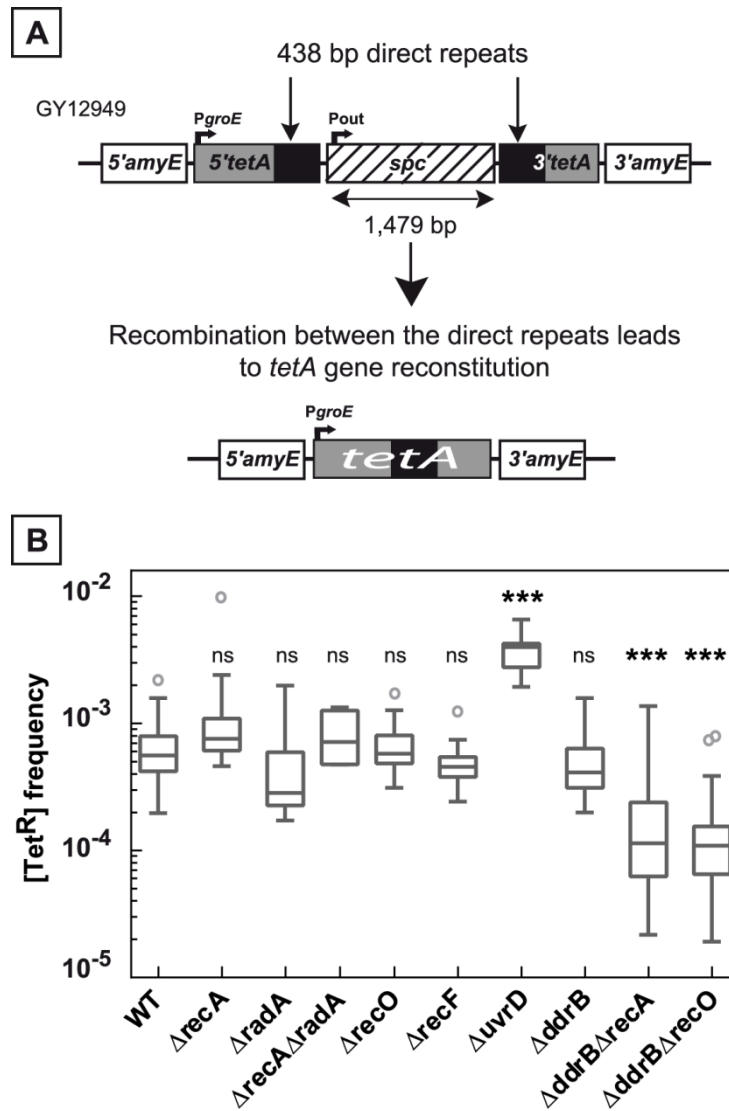 A
438 bp direct repeats
GY12949
PgroE
Pout
5'amyE
5'tetA
spc
3'tetA
3'amyE
1,479 bp
Recombination between the direct repeats leads
to tetA gene reconstitution
PgroE
5'amyE
tetA
3'amyE
B
[Tet^R] frequency
10^-2
10^-3
10^-4
10^-5
ns ns ns ns ns *** ns *** ***
WT
ΔrecA
ΔradA
ΔrecAΔradA
ΔrecO
ΔrecF
ΔuvrD
ΔddrB
ΔddrBΔrecA
ΔddrBΔrecO